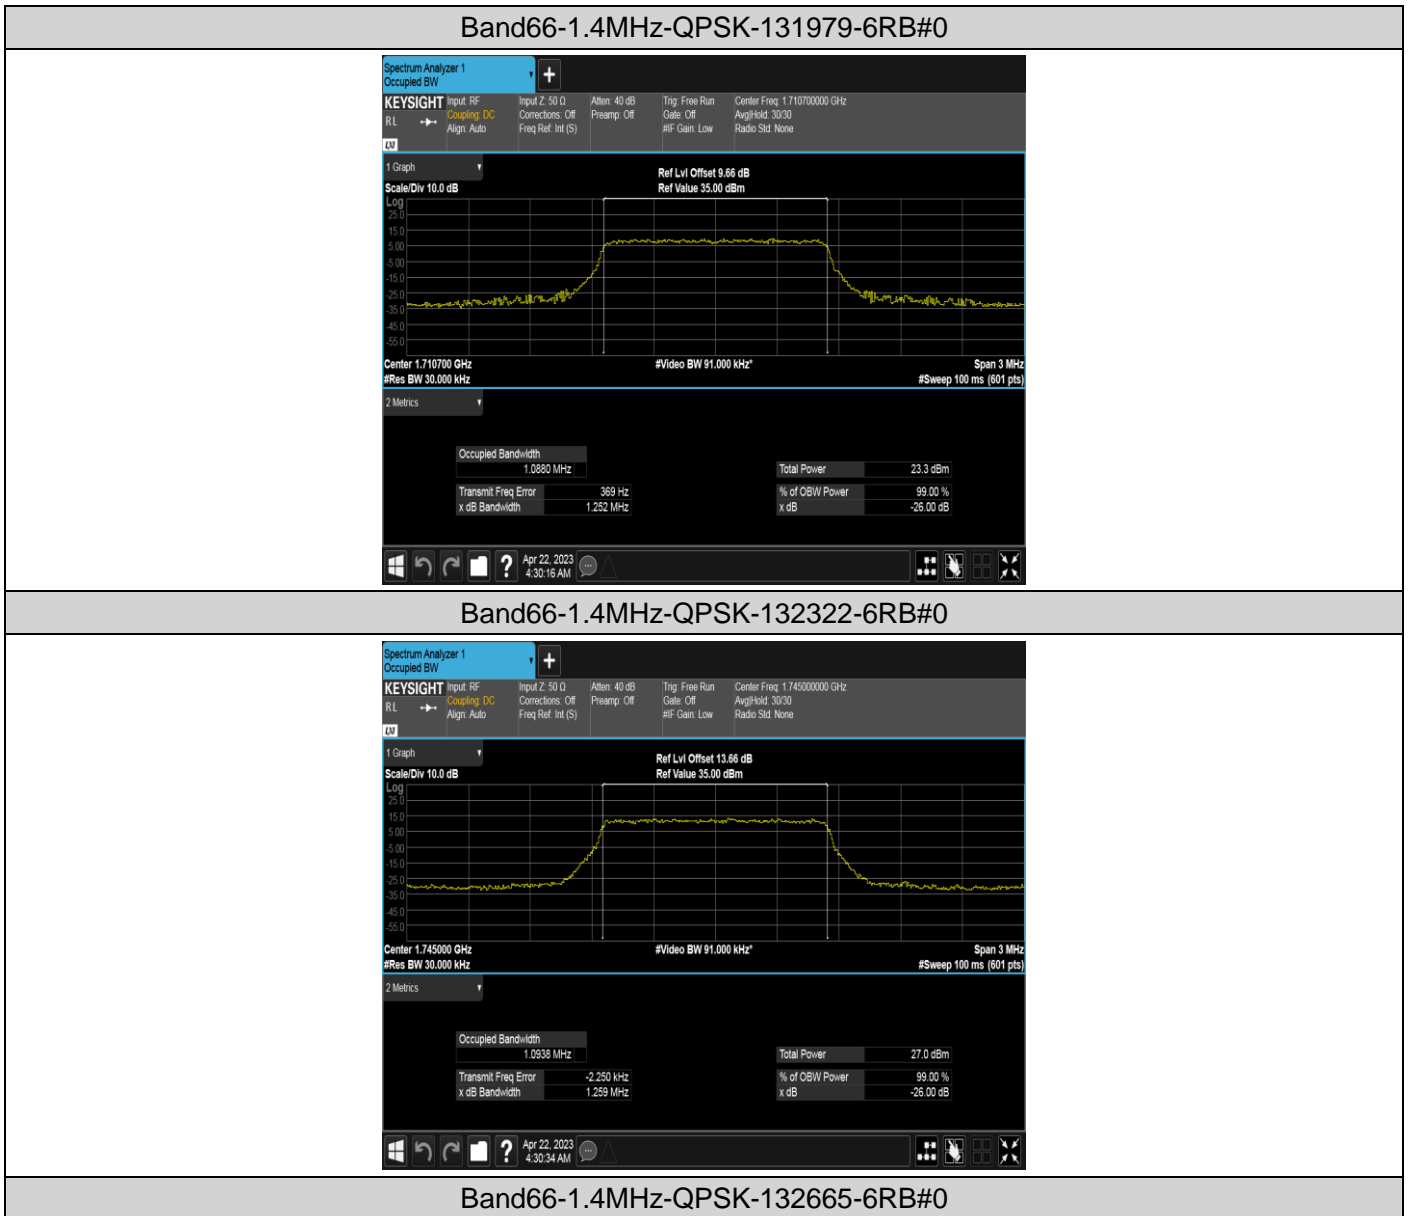 Band66-1.4MHz-QPSK-131979-6RB#0
Spectrum Analyzer 1
Occupied BW
+
KEYSIGHT
RL
LXI
Input: RF
Coupling: DC
Align: Auto
Input Z: 50 Ω
Corrections: Off
Freq Ref: Int (S)
Atten: 40 dB
Preamp: Off
Trig: Free Run
Gate: Off
#IF Gain: Low
Center Freq: 1.710700000 GHz
Avg|Hold: 30/30
Radio Std: None
1 Graph
Scale/Div 10.0 dB
Ref Lvl Offset 9.66 dB
Ref Value 35.00 dBm
Log
25.0
15.0
5.00
-5.00
-15.0
-25.0
-35.0
-45.0
-55.0
Center 1.710700 GHz
#Video BW 91.000 kHz*
Span 3 MHz
#Res BW 30.000 kHz
#Sweep 100 ms (601 pts)
2 Metrics
Occupied Bandwidth
1.0880 MHz
Total Power 23.3 dBm
Transmit Freq Error 369 Hz
% of OBW Power 99.00 %
x dB Bandwidth 1.252 MHz
x dB -26.00 dB
?
Apr 22, 2023
4:30:16 AM
Band66-1.4MHz-QPSK-132322-6RB#0
Spectrum Analyzer 1
Occupied BW
+
KEYSIGHT
RL
LXI
Input: RF
Coupling: DC
Align: Auto
Input Z: 50 Ω
Corrections: Off
Freq Ref: Int (S)
Atten: 40 dB
Preamp: Off
Trig: Free Run
Gate: Off
#IF Gain: Low
Center Freq: 1.745000000 GHz
Avg|Hold: 30/30
Radio Std: None
1 Graph
Scale/Div 10.0 dB
Ref Lvl Offset 13.66 dB
Ref Value 35.00 dBm
Log
25.0
15.0
5.00
-5.00
-15.0
-25.0
-35.0
-45.0
-55.0
Center 1.745000 GHz
#Video BW 91.000 kHz*
Span 3 MHz
#Res BW 30.000 kHz
#Sweep 100 ms (601 pts)
2 Metrics
Occupied Bandwidth
1.0938 MHz
Total Power 27.0 dBm
Transmit Freq Error -2.250 kHz
% of OBW Power 99.00 %
x dB Bandwidth 1.259 MHz
x dB -26.00 dB
?
Apr 22, 2023
4:30:34 AM
Band66-1.4MHz-QPSK-132665-6RB#0